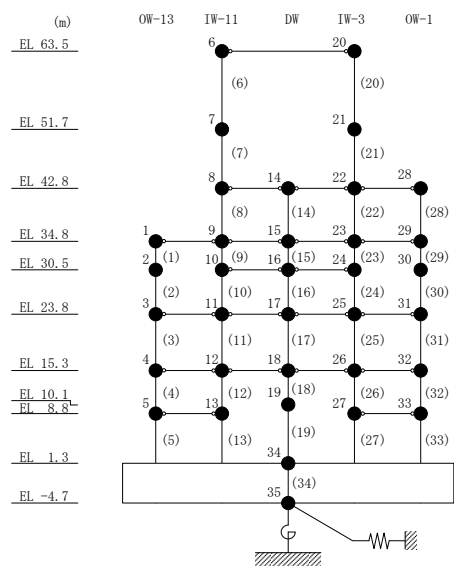 (m) OW-13 IW-11 DW IW-3 OW-1
EL 63.5 6 20
(6) (20)
EL 51.7 7 21
(7) (21)
EL 42.8 8 14 22 28
(8) (14) (22) (28)
EL 34.8 1 9 15 23 29
(1) (9) (15) (23) (29)
EL 30.5 2 10 16 24 30
(2) (10) (16) (24) (30)
EL 23.8 3 11 17 25 31
(3) (11) (17) (25) (31)
EL 15.3 4 12 18 26 32
(4) (12) (18) (26) (32)
EL 10.1 19
EL 8.8 5 13 27 33
(5) (13) (19) (27) (33)
EL 1.3 34
(34)
EL -4.7 35